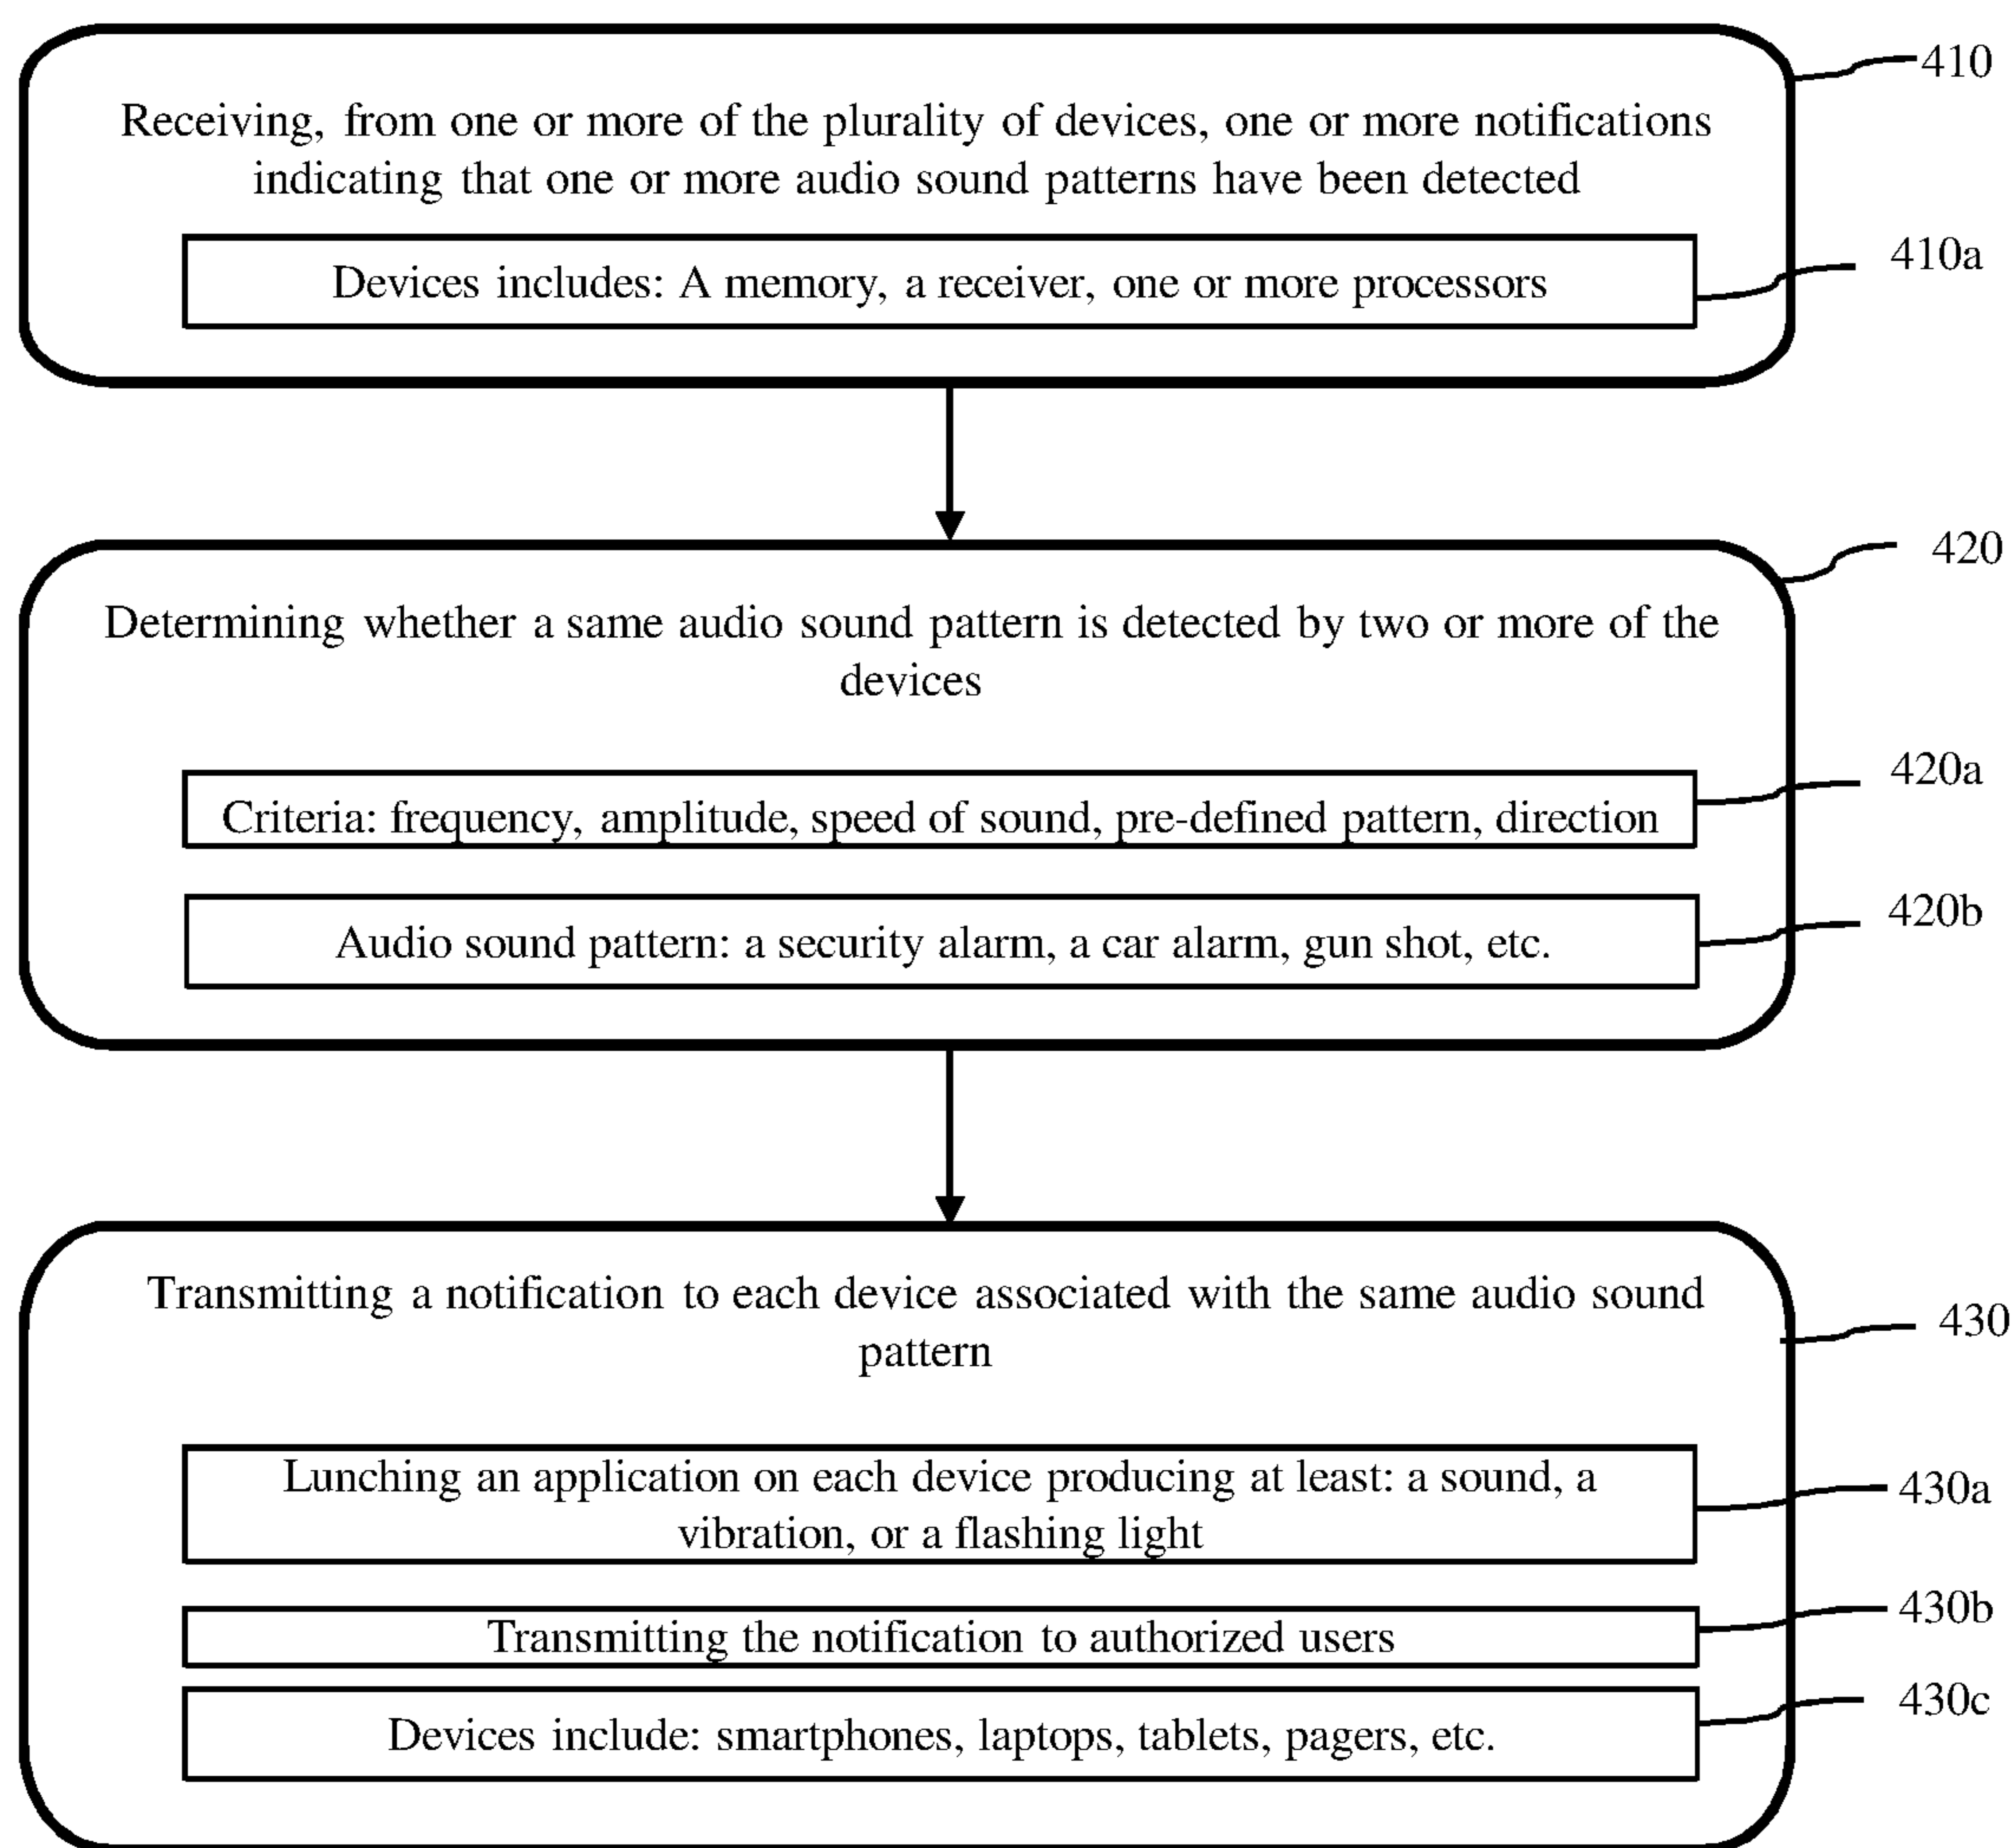 410
Receiving, from one or more of the plurality of devices, one or more notifications
indicating that one or more audio sound patterns have been detected
410a
Devices includes: A memory, a receiver, one or more processors
420
Determining whether a same audio sound pattern is detected by two or more of the
devices
420a
Criteria: frequency, amplitude, speed of sound, pre-defined pattern, direction
420b
Audio sound pattern: a security alarm, a car alarm, gun shot, etc.
Transmitting a notification to each device associated with the same audio sound
430
pattern
Lunching an application on each device producing at least: a sound, a
430a
vibration, or a flashing light
430b
Transmitting the notification to authorized users
430c
Devices include: smartphones, laptops, tablets, pagers, etc.